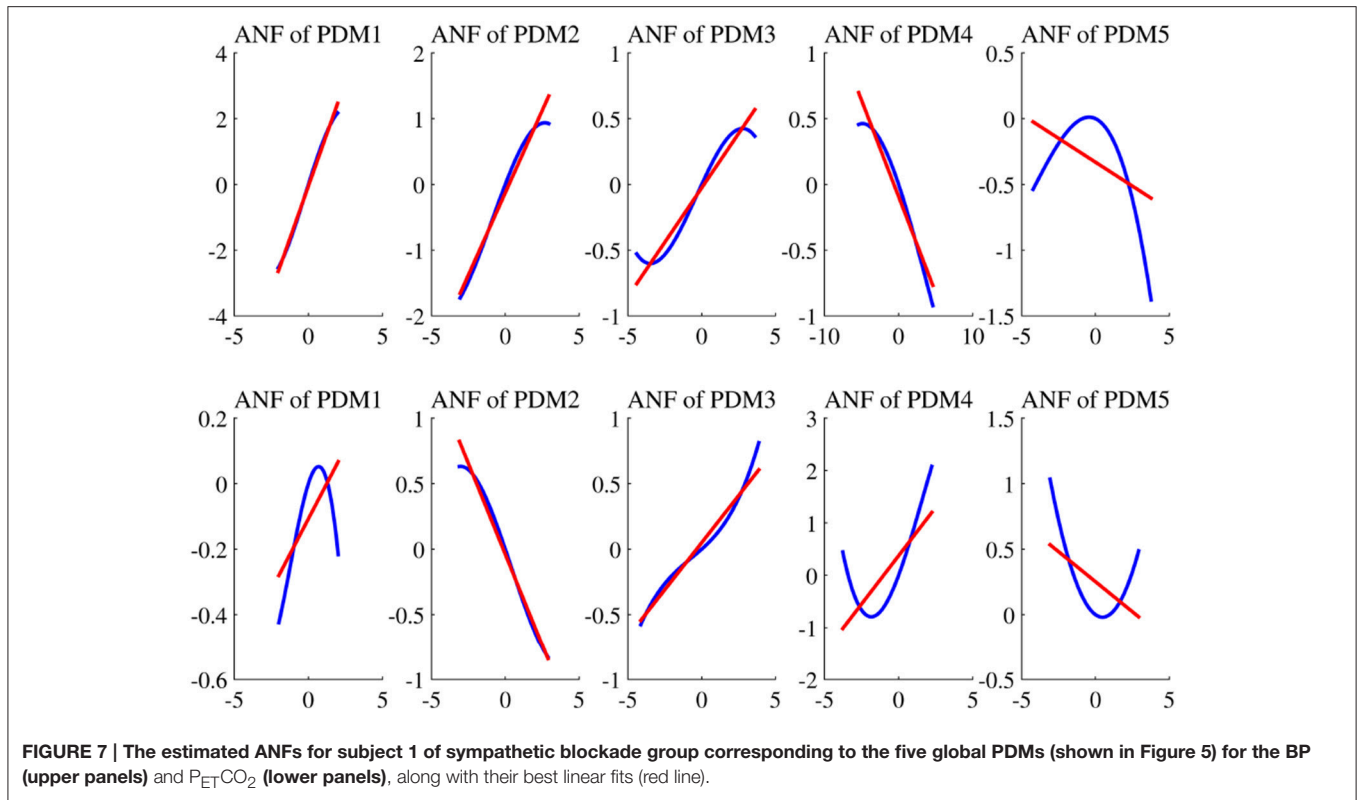 ANF of PDM1 ANF of PDM2 ANF of PDM3 ANF of PDM4 ANF of PDM5
4 2 1 1 0.5
2 1 0.5 0.5 0
0 0 0 0 -0.5
-2 -1 -0.5 -0.5 -1
-4 -2 -1 -1 -1.5
-5 0 5 -5 0 5 -5 0 5 -10 0 10 -5 0 5
ANF of PDM1 ANF of PDM2 ANF of PDM3 ANF of PDM4 ANF of PDM5
0.2 1 1 3 1.5
0 0.5 0.5 2 1
-0.2 0 0 1 0.5
-0.4 -0.5 -0.5 0 0
-0.6 -1 -1 -1 -0.5
-2
-5 0 5 -5 0 5 -5 0 5 -5 0 5 -5 0 5
FIGURE 7 | The estimated ANFs for subject 1 of sympathetic blockade group corresponding to the five global PDMs (shown in Figure 5) for the BP
(upper panels) and P_ETCO₂ (lower panels), along with their best linear fits (red line).